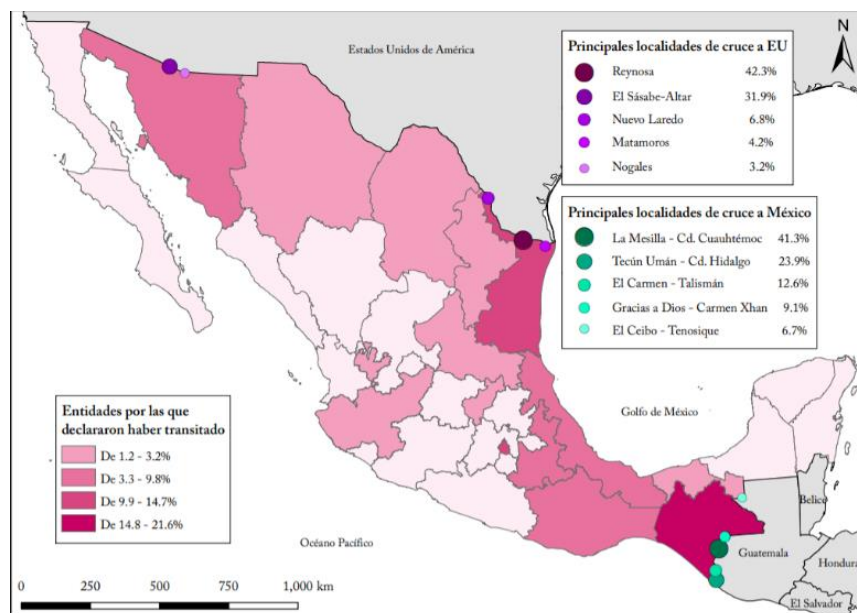 Estados Unidos de América
N
Principales localidades de cruce a EU
Reynosa 42.3%
El Sásabe-Altar 31.9%
Nuevo Laredo 6.8%
Matamoros 4.2%
Nogales 3.2%
Principales localidades de cruce a México
La Mesilla - Cd. Cuauhtémoc 41.3%
Tecún Umán - Cd. Hidalgo 23.9%
El Carmen - Talismán 12.6%
Gracias a Dios - Carmen Xhan 9.1%
El Ceibo - Tenosique 6.7%
Golfo de México
Entidades por las que
declararon haber transitado
De 1.2 - 3.2%
De 3.3 - 9.8%
De 9.9 - 14.7%
De 14.8 - 21.6%
Belice
Océano Pacífico
Guatemala
Hondura
El Salvador
0 250 500 750 1,000 km